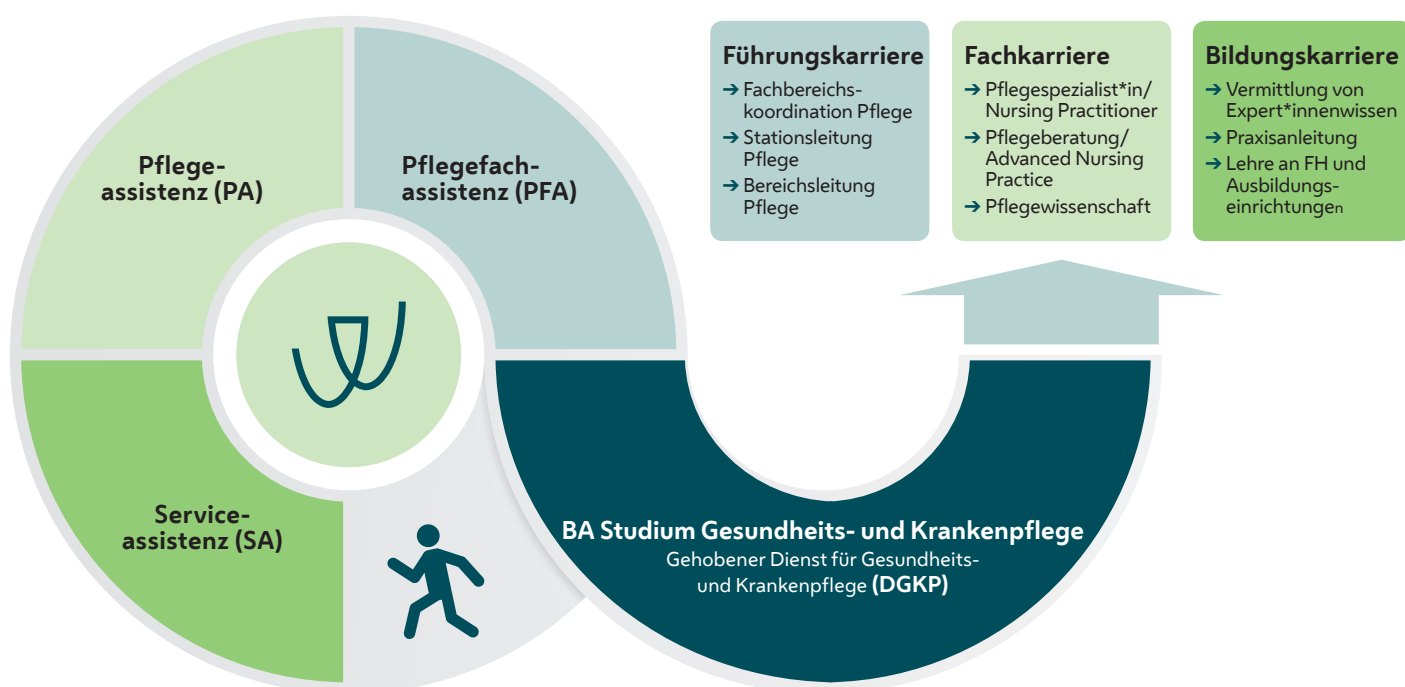 Pflege-
assistenz (PA)
Pflegefach-
assistenz (PFA)
Service-
assistenz (SA)
BA Studium Gesundheits- und Krankenpflege
Gehobener Dienst für Gesundheits-
und Krankenpflege (DGKP)
Führungskarriere
➔ Fachbereichs-
koordination Pflege
➔ Stationsleitung
Pflege
➔ Bereichsleitung
Pflege
Fachkarriere
➔ Pflegespezialist*in/
Nursing Practitioner
➔ Pflegeberatung/
Advanced Nursing
Practice
➔ Pflegewissenschaft
Bildungskarriere
➔ Vermittlung von
Expert*innenwissen
➔ Praxisanleitung
➔ Lehre an FH und
Ausbildungs-
einrichtungen